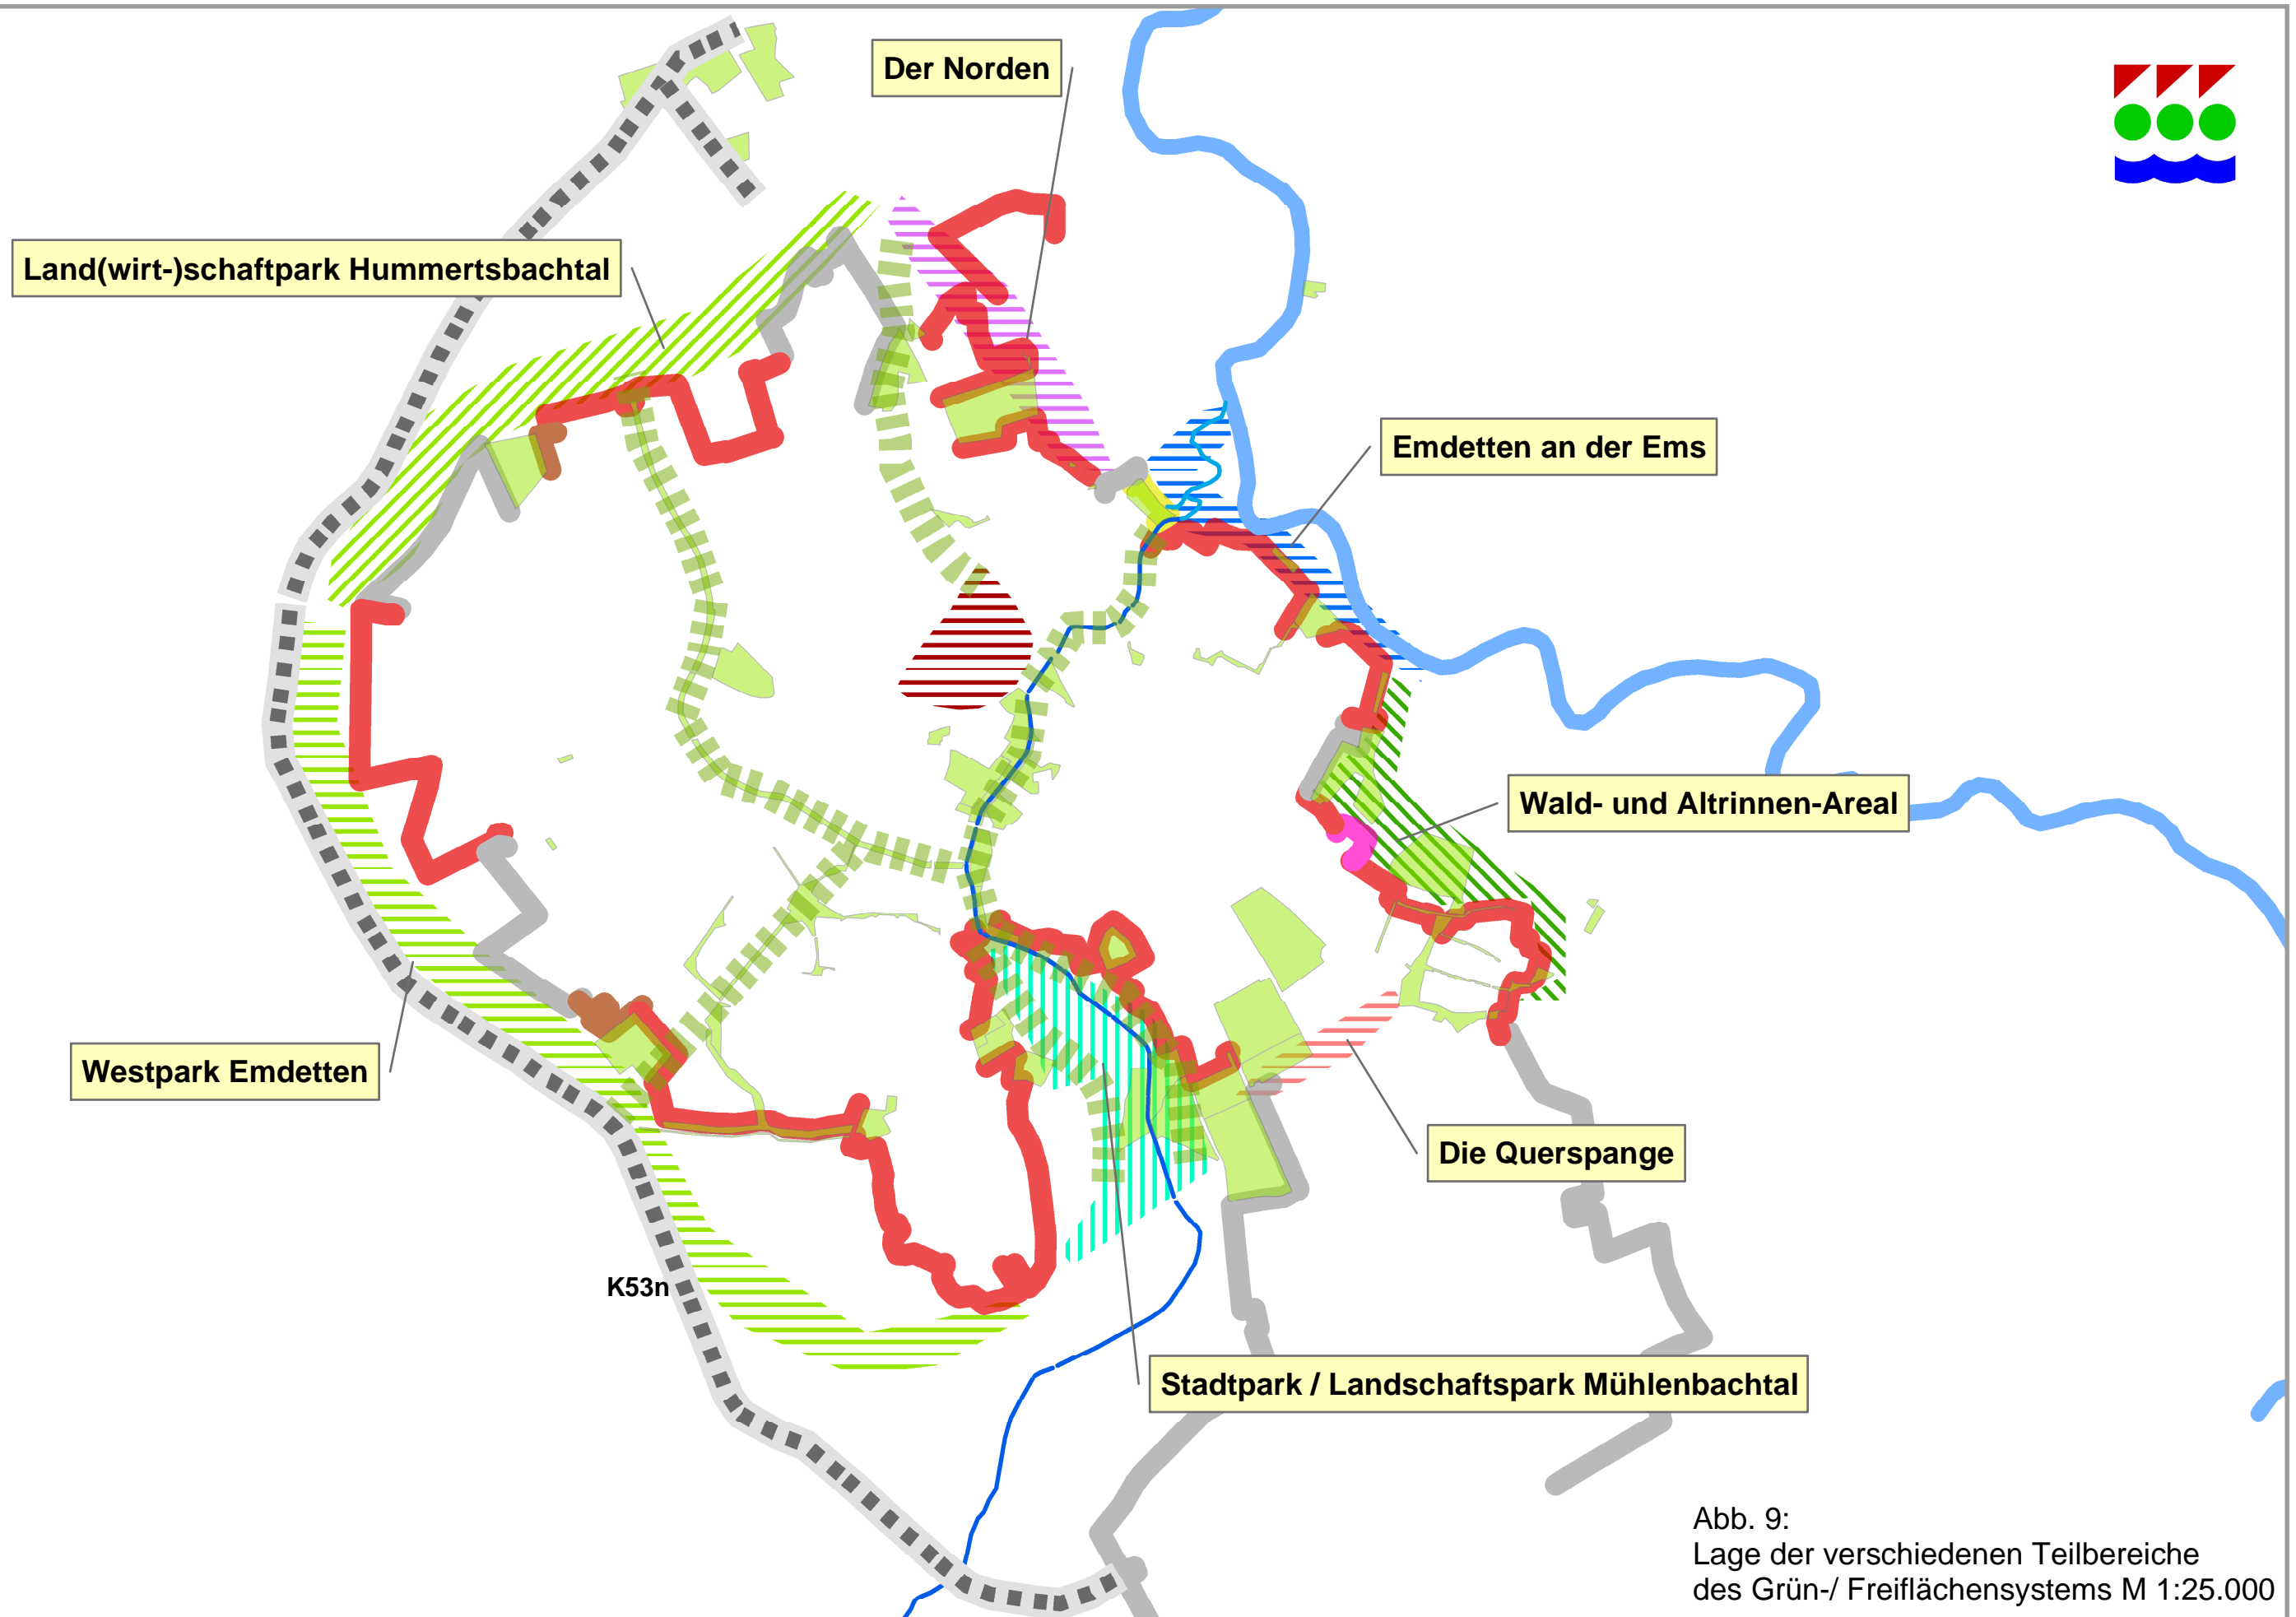 Der Norden
Land(wirt-)schaftpark Hummertsbachtal
Emdetten an der Ems
Wald- und Altrinnen-Areal
Westpark Emdetten
Die Querspange
K53n
Stadtpark / Landschaftspark Mühlenbachtal
Abb. 9:
Lage der verschiedenen Teilbereiche
des Grün-/ Freiflächensystems M 1:25.000